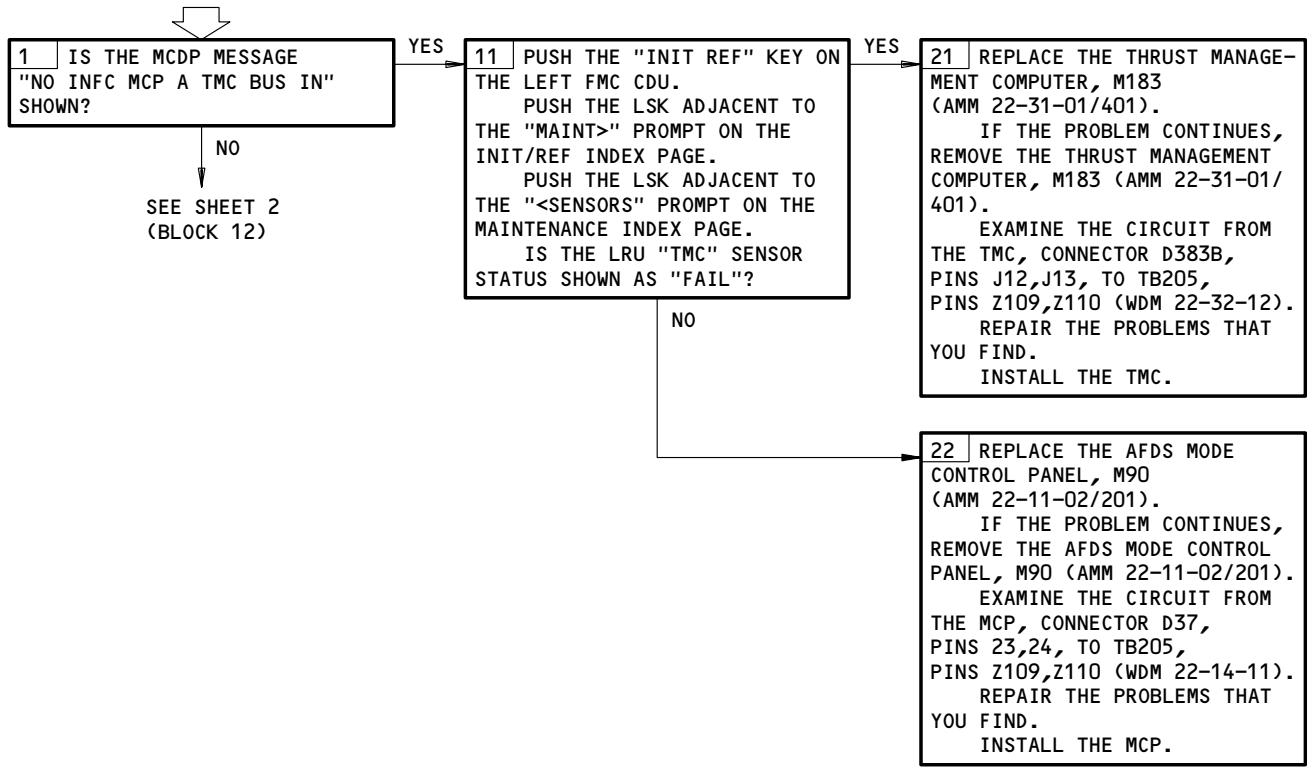 1 IS THE MCDP MESSAGE
"NO INFC MCP A TMC BUS IN"
SHOWN?
YES
NO
SEE SHEET 2
(BLOCK 12)
11 PUSH THE "INIT REF" KEY ON
THE LEFT FMC CDU.
PUSH THE LSK ADJACENT TO
THE "MAINT>" PROMPT ON THE
INIT/REF INDEX PAGE.
PUSH THE LSK ADJACENT TO
THE "<SENSORS" PROMPT ON THE
MAINTENANCE INDEX PAGE.
IS THE LRU "TMC" SENSOR
STATUS SHOWN AS "FAIL"?
YES
NO
21 REPLACE THE THRUST MANAGE-
MENT COMPUTER, M183
(AMM 22-31-01/401).
IF THE PROBLEM CONTINUES,
REMOVE THE THRUST MANAGEMENT
COMPUTER, M183 (AMM 22-31-01/
401).
EXAMINE THE CIRCUIT FROM
THE TMC, CONNECTOR D383B,
PINS J12,J13, TO TB205,
PINS Z109,Z110 (WDM 22-32-12).
REPAIR THE PROBLEMS THAT
YOU FIND.
INSTALL THE TMC.
22 REPLACE THE AFDS MODE
CONTROL PANEL, M90
(AMM 22-11-02/201).
IF THE PROBLEM CONTINUES,
REMOVE THE AFDS MODE CONTROL
PANEL, M90 (AMM 22-11-02/201).
EXAMINE THE CIRCUIT FROM
THE MCP, CONNECTOR D37,
PINS 23,24, TO TB205,
PINS Z109,Z110 (WDM 22-14-11).
REPAIR THE PROBLEMS THAT
YOU FIND.
INSTALL THE MCP.